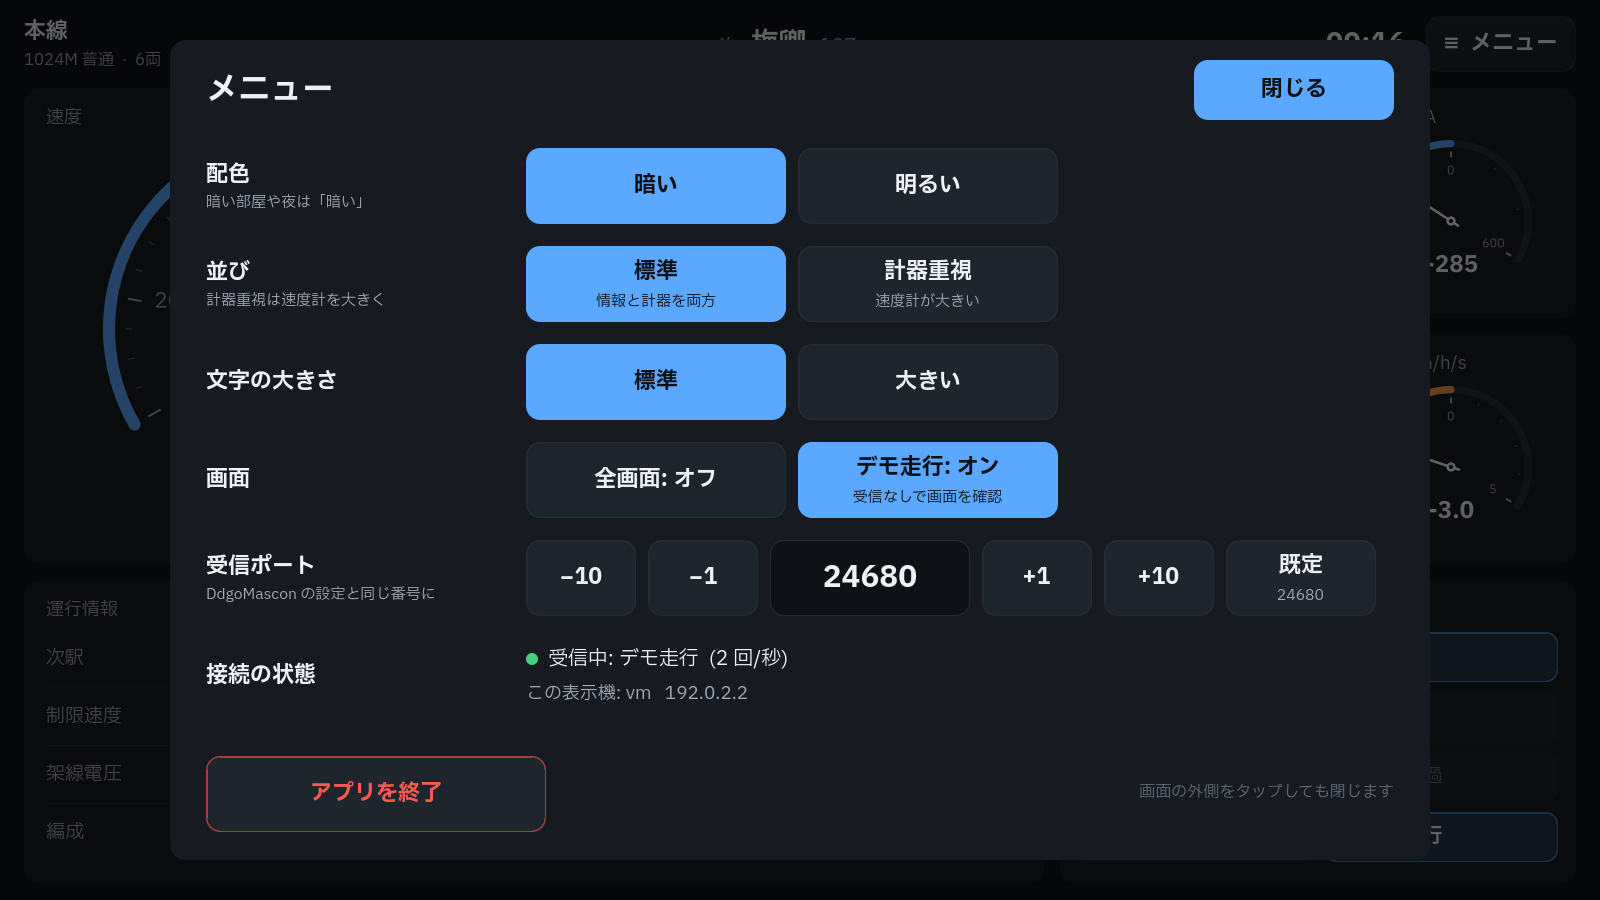 本線
1024M 普通 · 6両
≡ メニュー
メニュー
閉じる
速度
配色
暗い部屋や夜は「暗い」
暗い
明るい
0
600
-285
並び
計器重視は速度計を大きく
標準
情報と計器を両方
計器重視
速度計が大きい
文字の大きさ
標準
大きい
/h/s
0
5
-3.0
画面
全画面: オフ
デモ走行: オン
受信なしで画面を確認
受信ポート
DdgoMascon の設定と同じ番号に
−10
−1
24680
+1
+10
既定
24680
運行情報
次駅
制限速度
架線電圧
編成
接続の状態
受信中: デモ走行 (2 回/秒)
この表示機: vm 192.0.2.2
アプリを終了
画面の外側をタップしても閉じます